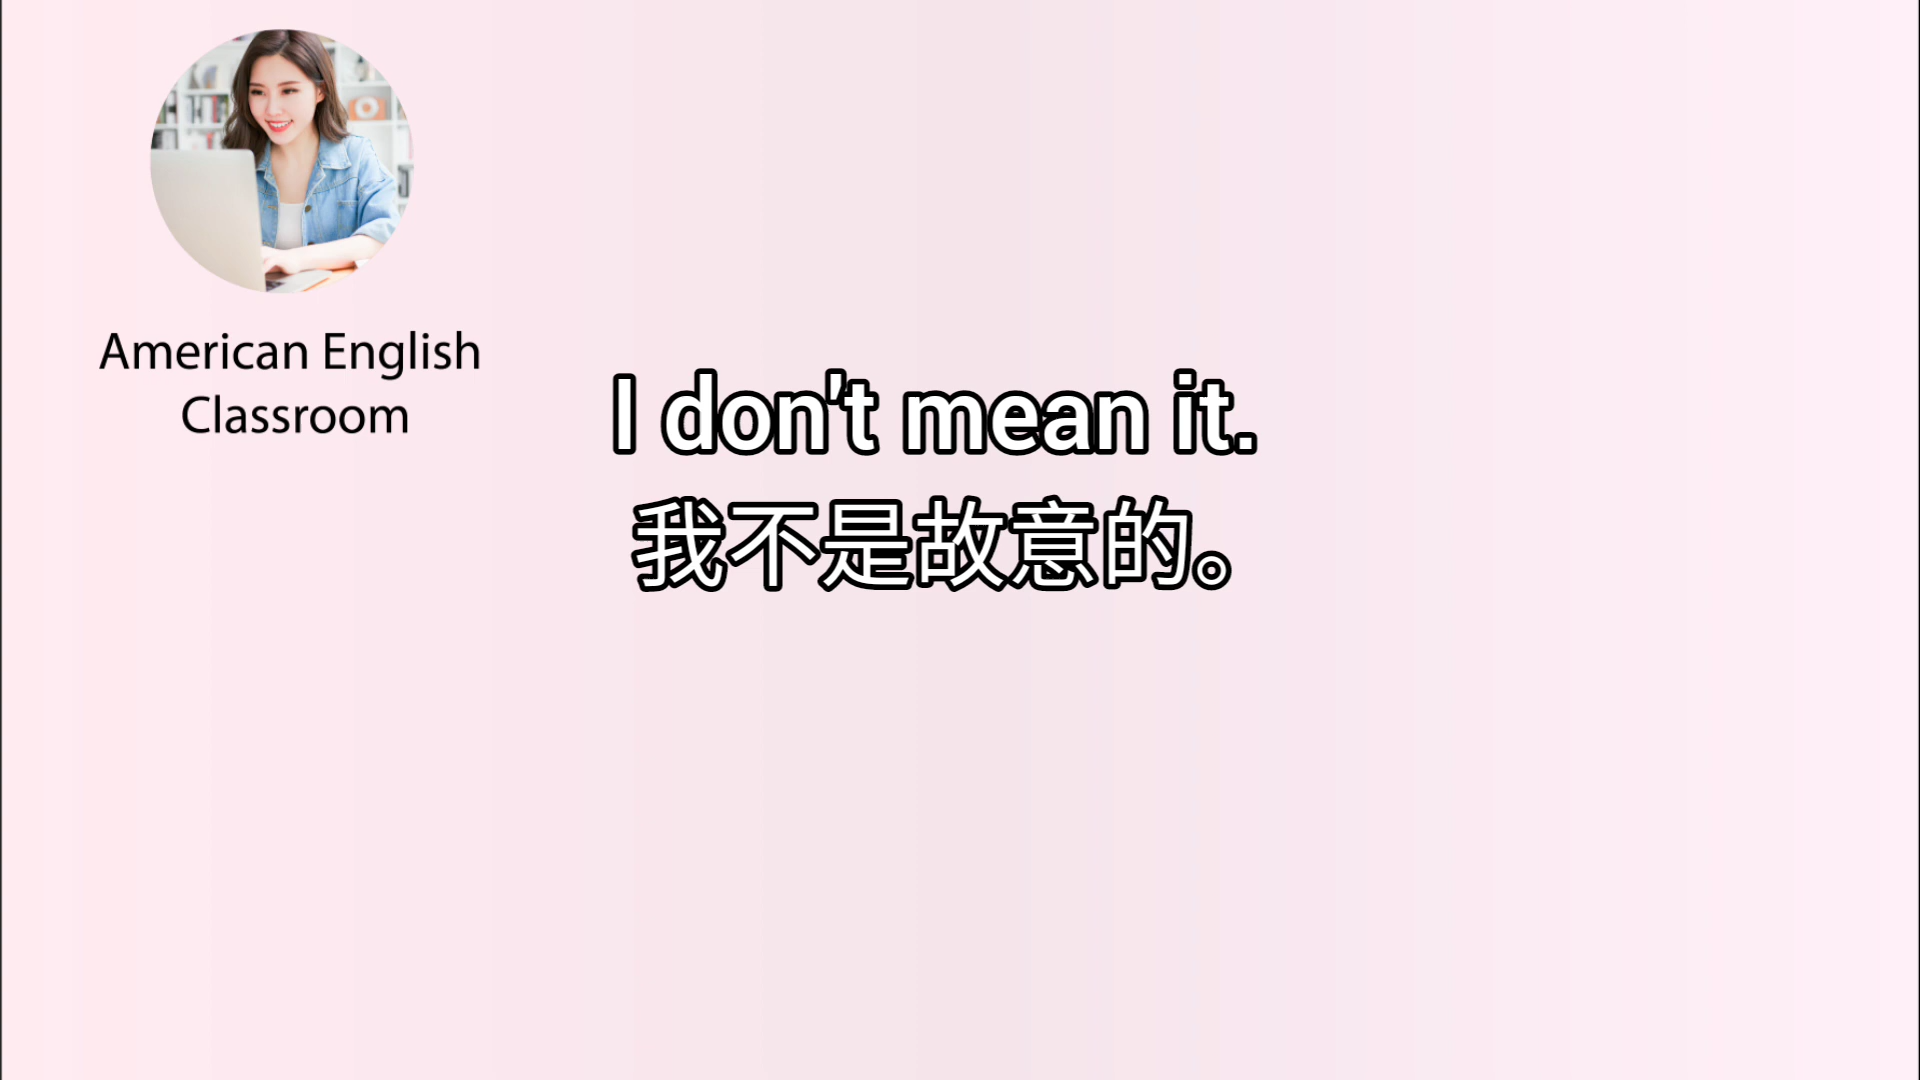 American English
Classroom
I don't mean it.
我不是故意的。